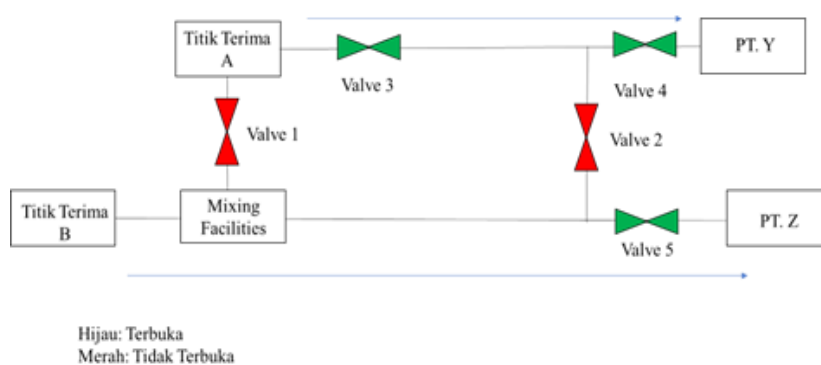 Titik Terima
A
PT. Y
Valve 3
Valve 4
Valve 1
Valve 2
Titik Terima
B
Mixing
Facilities
PT. Z
Valve 5
Hijau: Terbuka
Merah: Tidak Terbuka